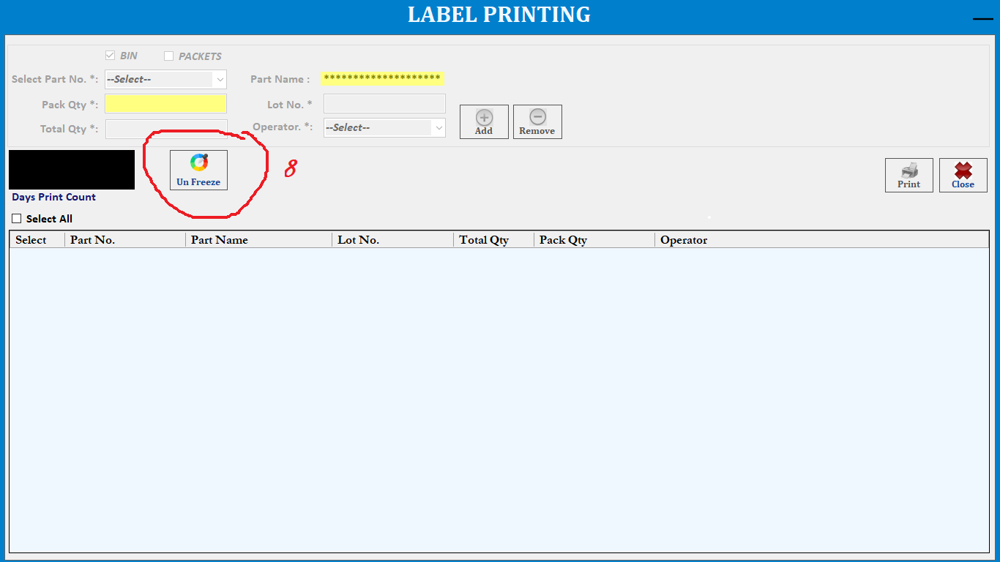 LABEL PRINTING
BIN PACKETS
Select Part No. *: --Select-- Part Name : ********************
Pack Qty *: Lot No. *
Total Qty *: Operator. *: --Select-- Add Remove
Un Freeze 8 Print Close
Days Print Count
Select All
Select Part No. Part Name Lot No. Total Qty Pack Qty Operator